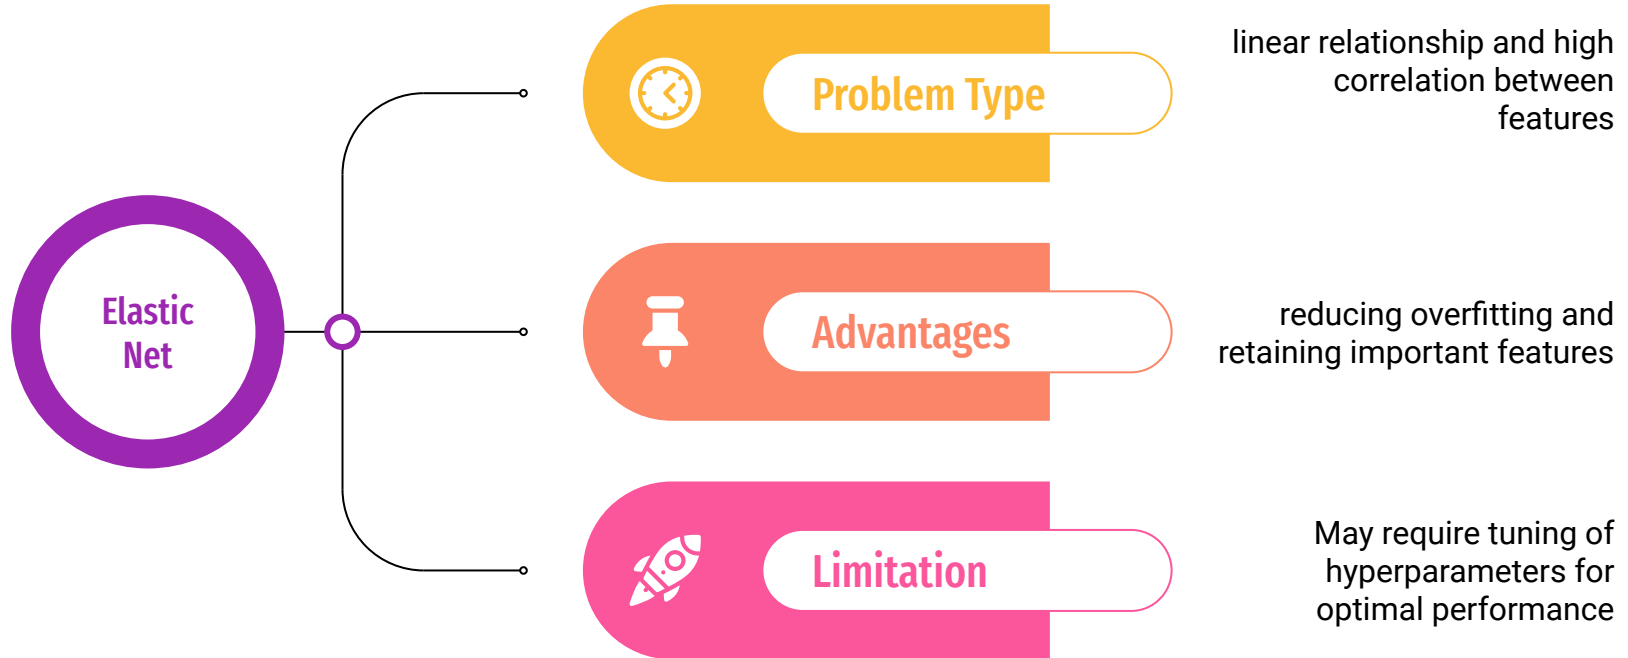 Elastic
Net
Problem Type
linear relationship and high
correlation between
features
Advantages
reducing overfitting and
retaining important features
Limitation
May require tuning of
hyperparameters for
optimal performance